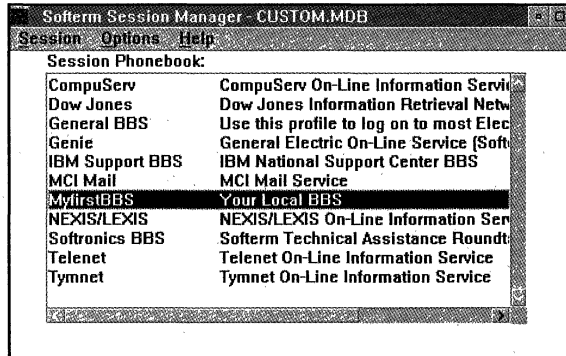 Softerm Session Manager - CUSTOM.MDB
Session Options Help
Session Phonebook:
CompuServ CompuServ On-Line Information Servi
Dow Jones Dow Jones Information Retrieval Netw
General BBS Use this profile to log on to most Elec
Genie General Electric On-Line Service (Soft
IBM Support BBS IBM National Support Center BBS
MCI Mail MCI Mail Service
MyfirstBBS Your Local BBS
NEXIS/LEXIS NEXIS/LEXIS On-Line Information Ser
Softronics BBS Softerm Technical Assistance Roundt
Telenet Telenet On-Line Information Service
Tymnet Tymnet On-Line Information Service